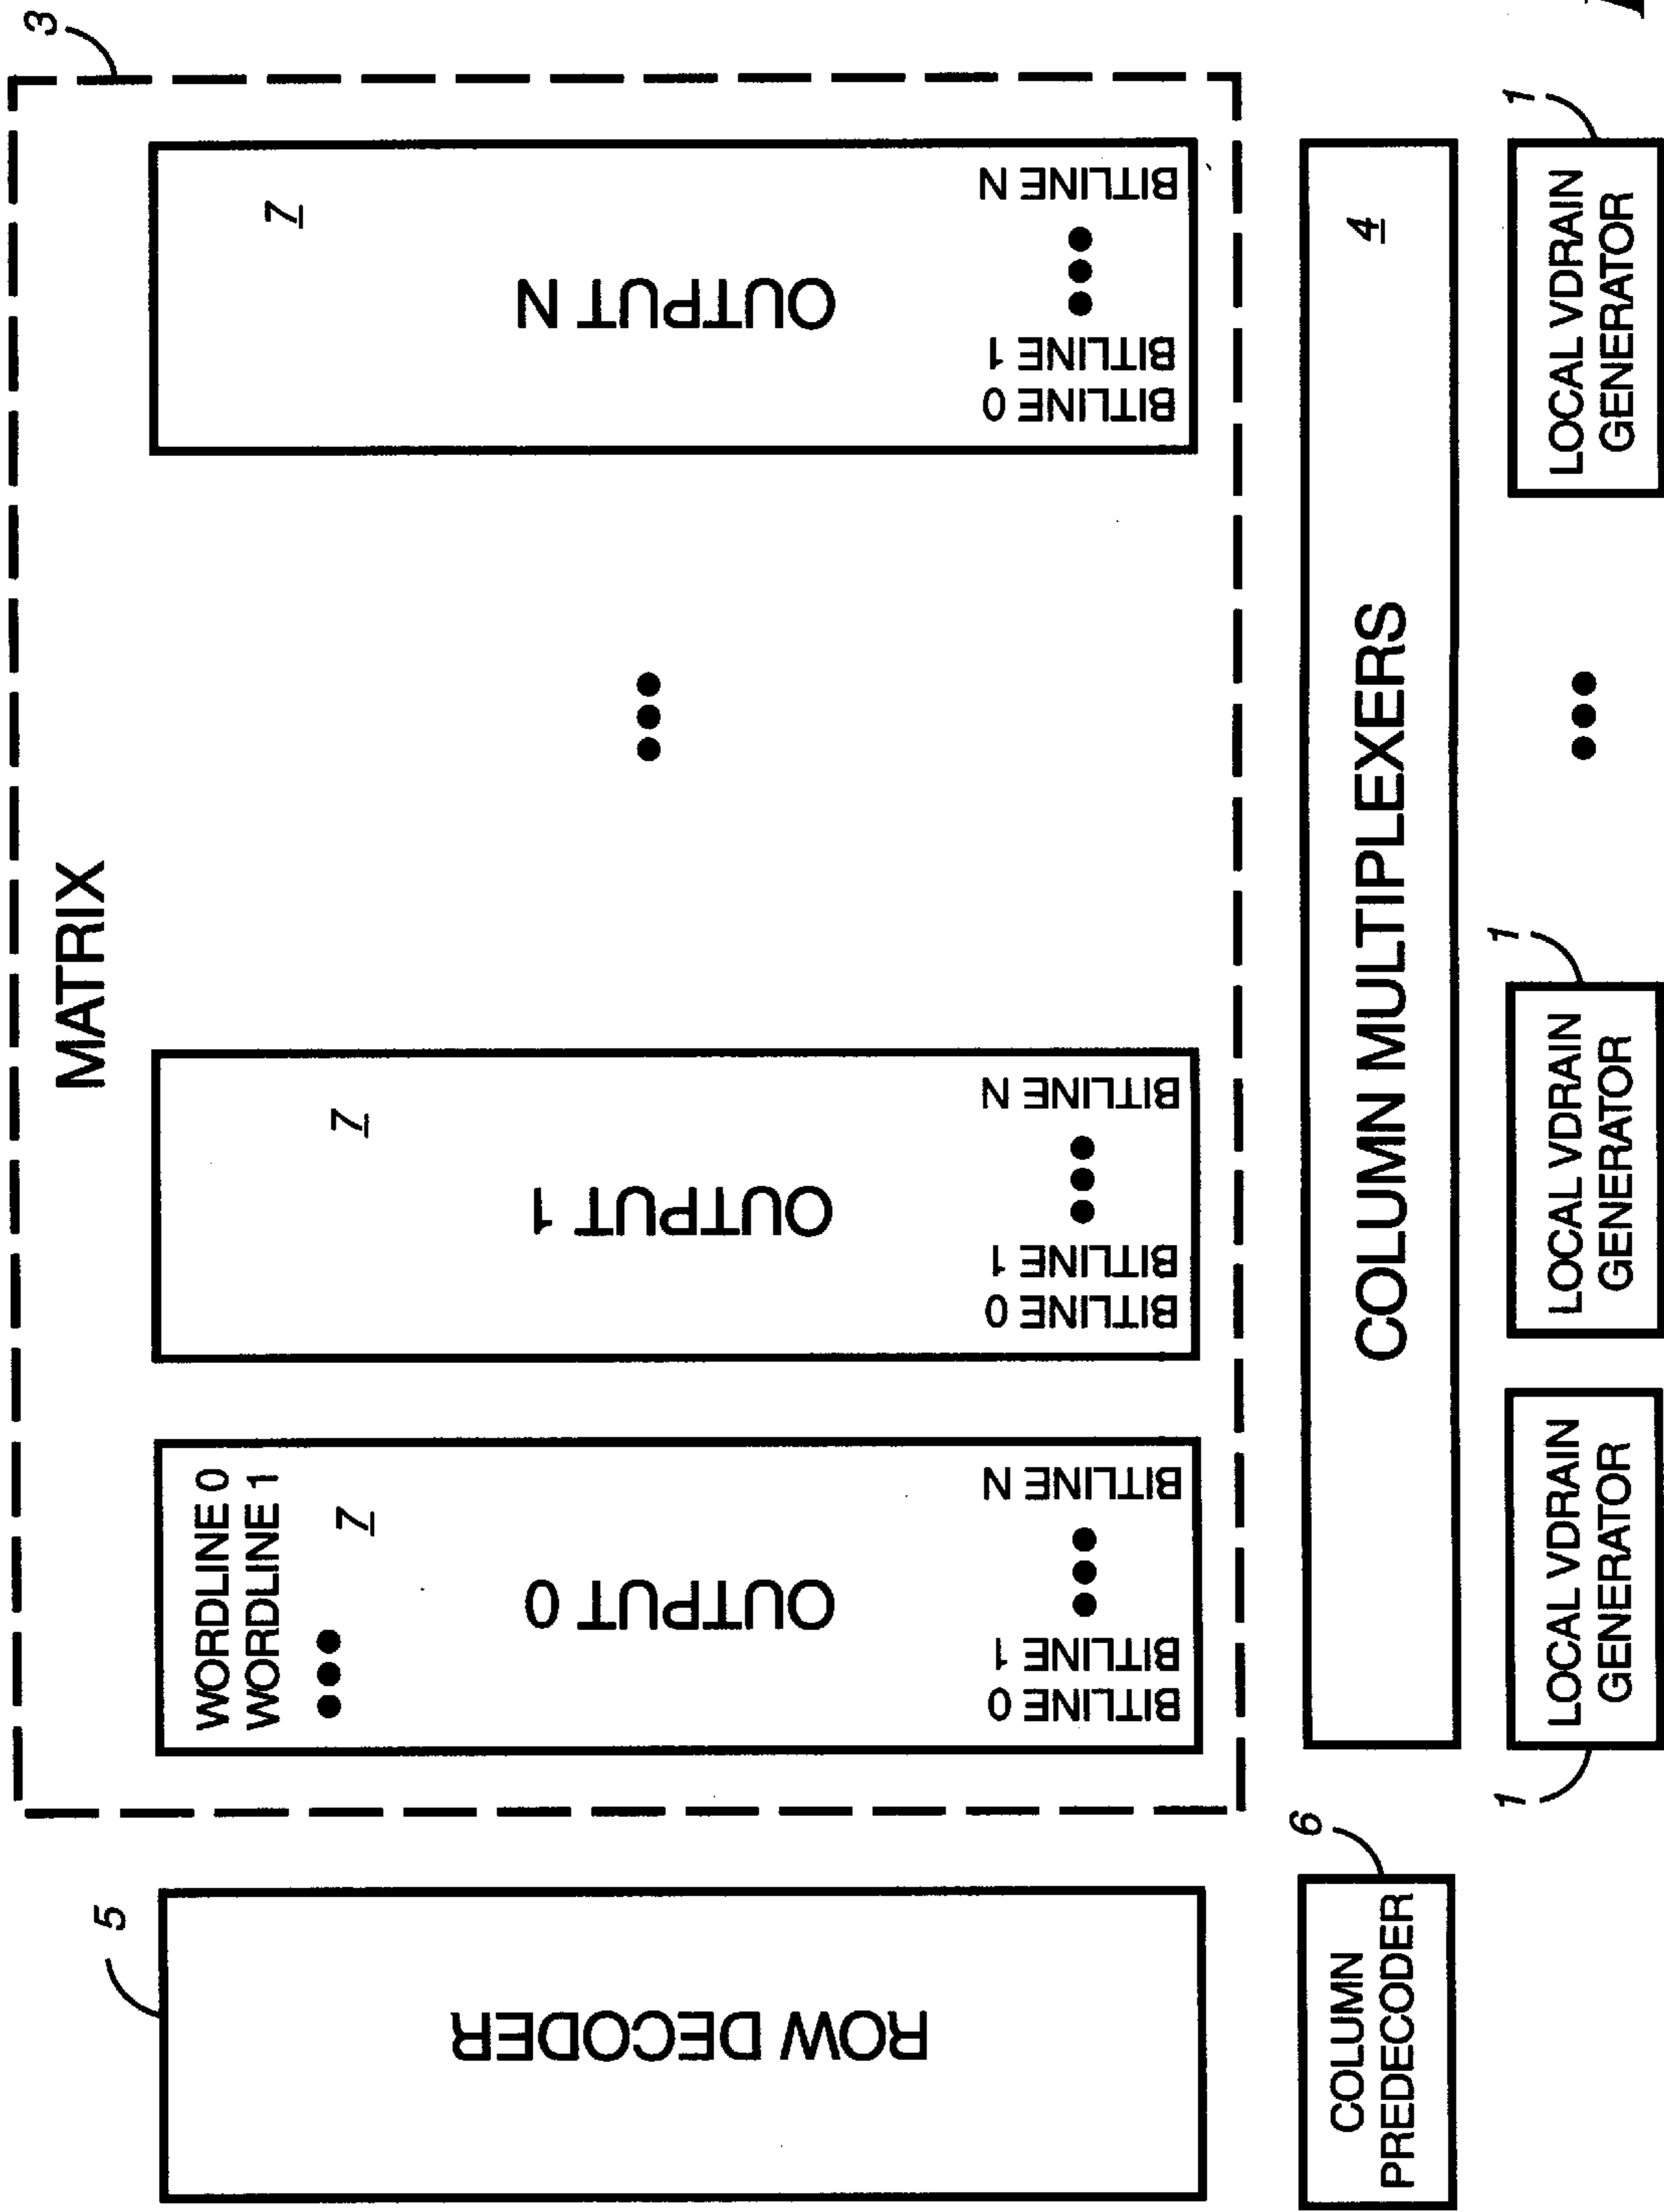 3
MATRIX
5
ROW DECODER
WORDLINE 0
WORDLINE 1
•••
7
OUTPUT 0
BITLINE 0
BITLINE 1
•••
BITLINE N
7
OUTPUT 1
BITLINE 0
BITLINE 1
•••
BITLINE N
•••
7
OUTPUT N
BITLINE 0
BITLINE 1
•••
BITLINE N
6
COLUMN
PREDECODER
COLUMN MULTIPLEXERS
4
1
LOCAL VDRAIN
GENERATOR
1
LOCAL VDRAIN
GENERATOR
•••
1
LOCAL VDRAIN
GENERATOR